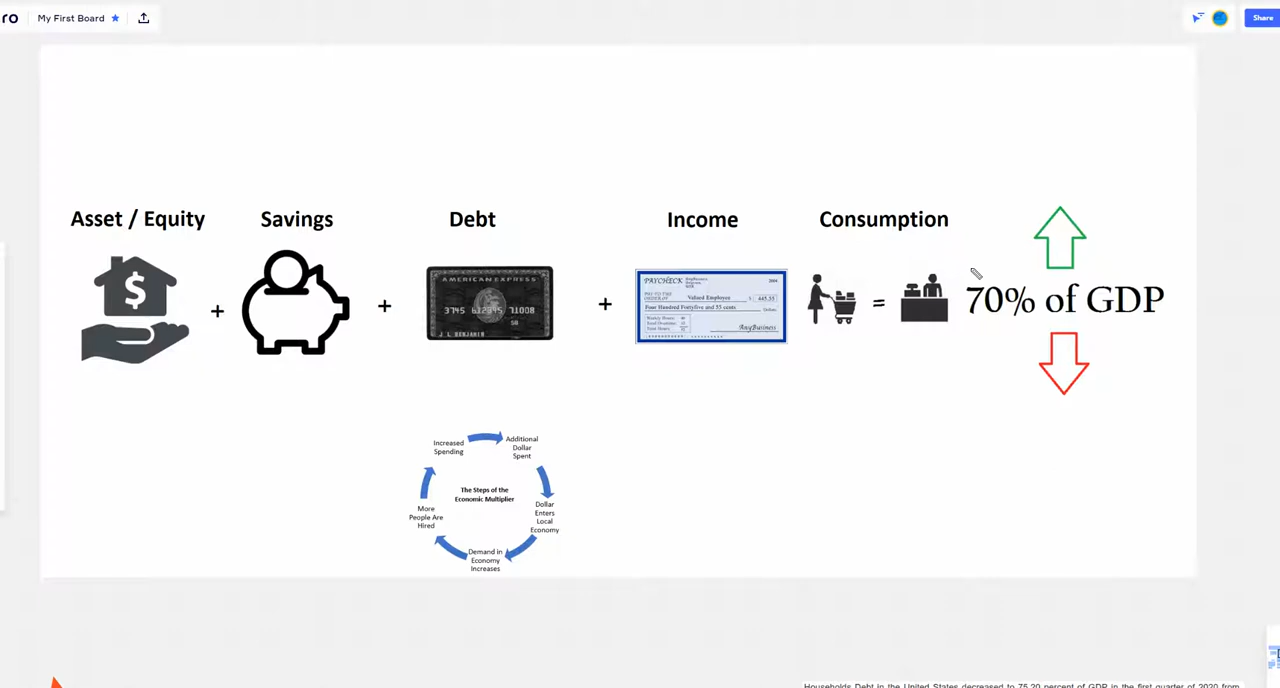 ro My First Board Share
Asset / Equity Savings Debt Income Consumption
$
AMERICAN EXPRESS
PAYCHECK
Valued Employee $ 445.55
Four Hundred Fortyfive and 55 cents
AnyBusiness
= 70% of GDP
+ + +
Increased
Spending
Additional
Dollar
Spent
The Steps of the
Economic Multiplier
Dollar
Enters
Local
Economy
More
People Are
Hired
Demand in
Economy
Increases
Households Debt in the United States decreased to 75.20 percent of GDP in the first quarter of 2020 from